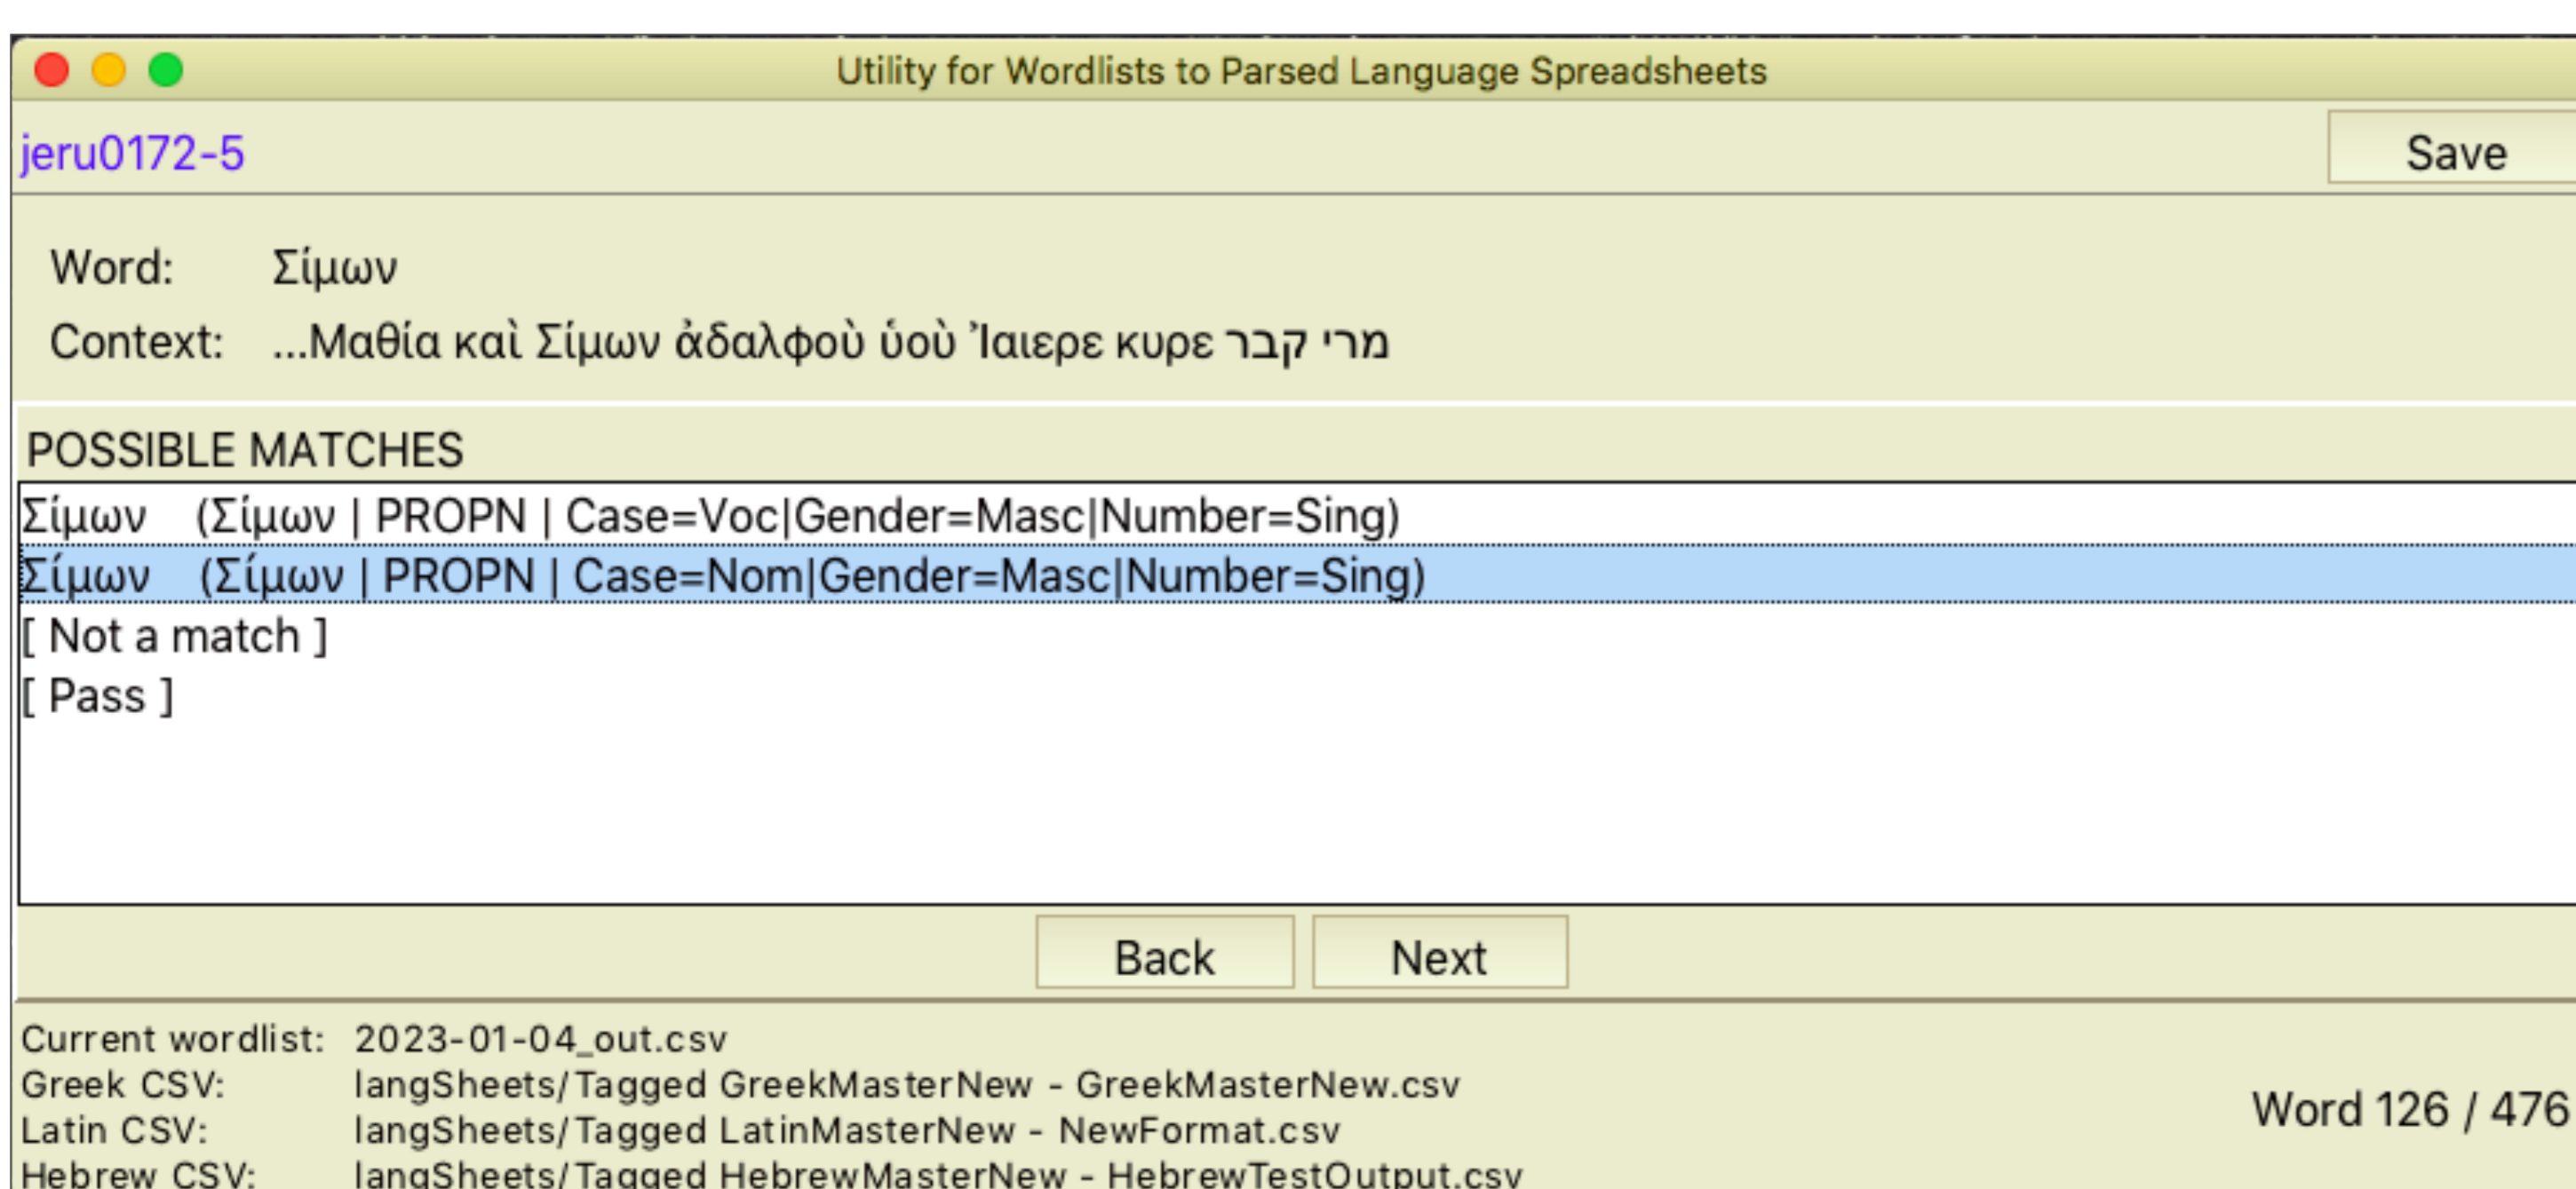 Utility for Wordlists to Parsed Language Spreadsheets
jeru0172-5
Save
Word: Σίμων
Context: ...Μαθία καὶ Σίμων ἀδαλφοὺ ὑοὺ Ἰαιερε κυρε מרי קבר
POSSIBLE MATCHES
Σίμων (Σίμων | PROPN | Case=Voc|Gender=Masc|Number=Sing)
Σίμων (Σίμων | PROPN | Case=Nom|Gender=Masc|Number=Sing)
[ Not a match ]
[ Pass ]
Back Next
Current wordlist: 2023-01-04_out.csv
Greek CSV: langSheets/Tagged GreekMasterNew - GreekMasterNew.csv
Latin CSV: langSheets/Tagged LatinMasterNew - NewFormat.csv
Word 126 / 476
Hebrew CSV: langSheets/Tagged HebrewMasterNew - HebrewTestOutput.csv